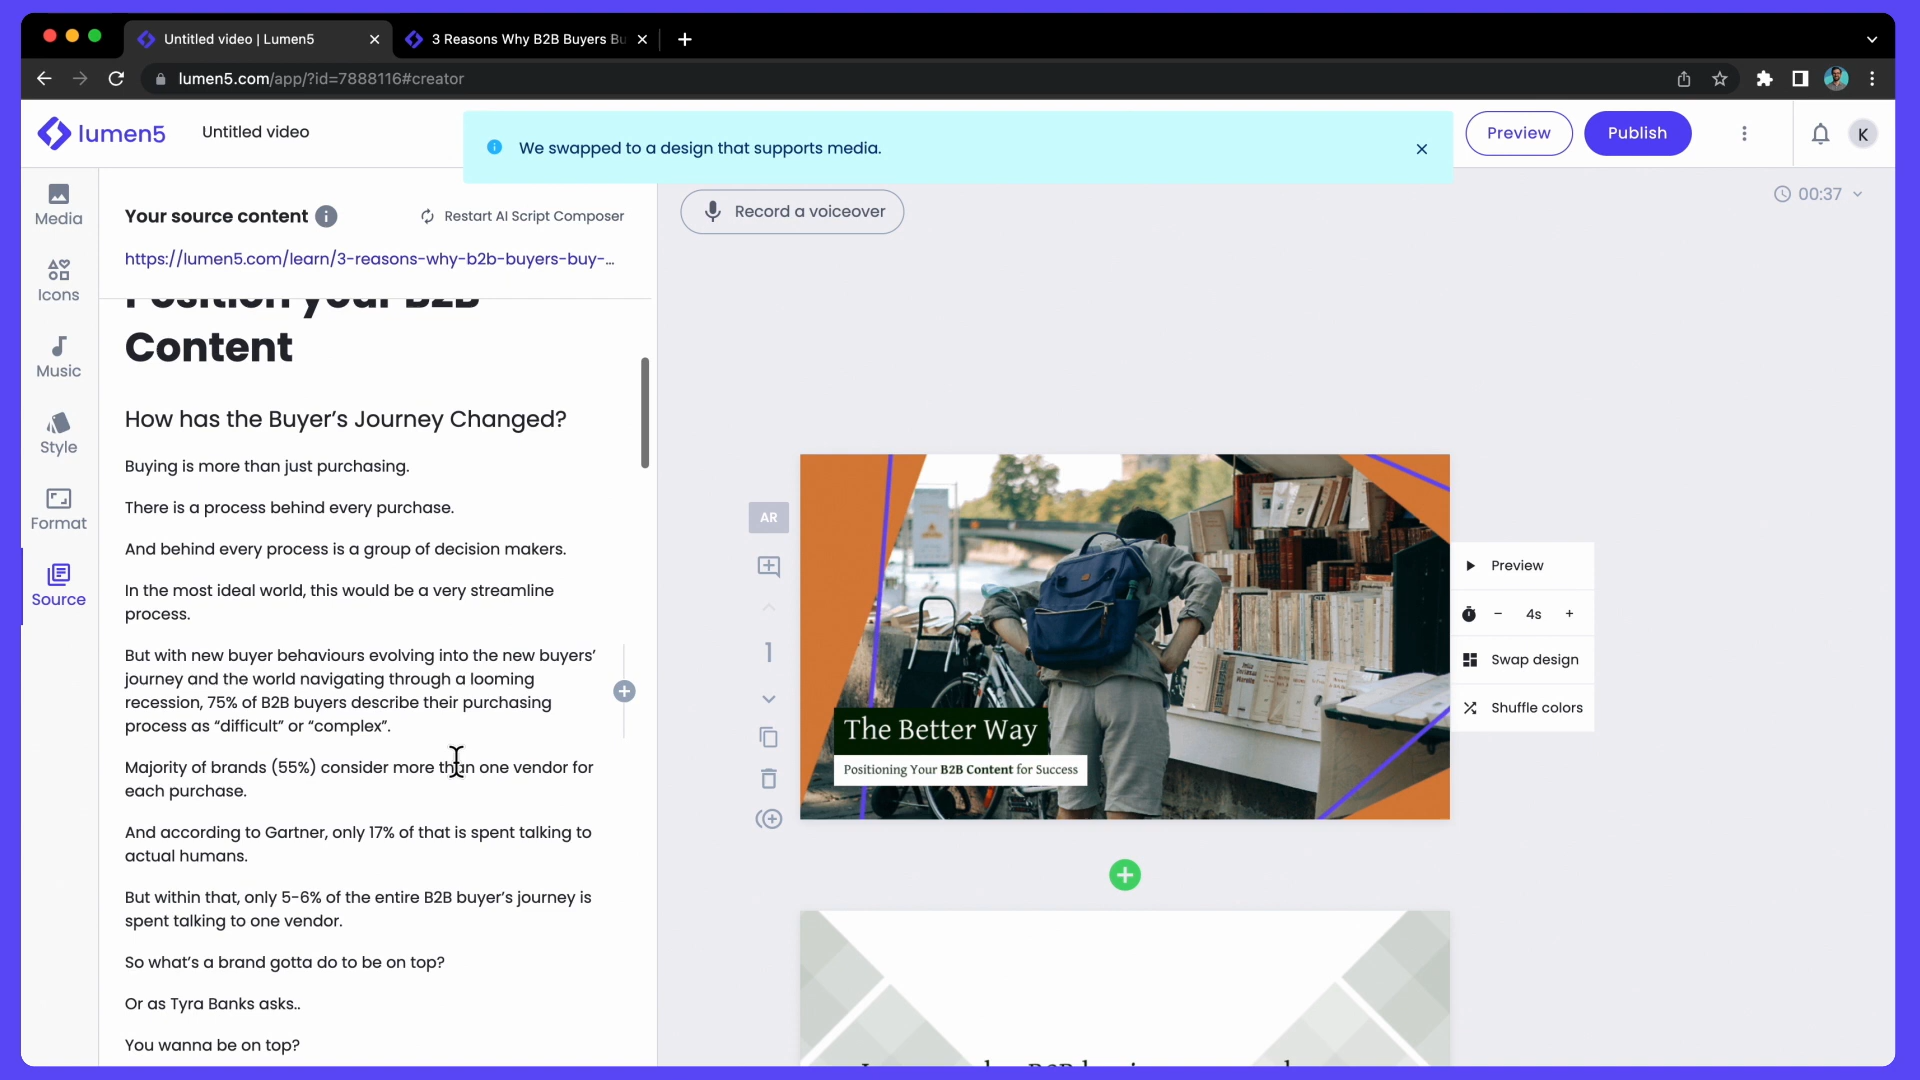 Untitled video | Lumen5
3 Reasons Why B2B Buyers Bu
lumen5.com/app/?id=7888116#creator
lumen5
Untitled video
We swapped to a design that supports media.
Preview
Publish
K
Media
Icons
Music
Style
Format
Source
Your source content
Restart AI Script Composer
https://lumen5.com/learn/3-reasons-why-b2b-buyers-buy-...
Position your B2B
Content
How has the Buyer's Journey Changed?
Buying is more than just purchasing.
There is a process behind every purchase.
And behind every process is a group of decision makers.
In the most ideal world, this would be a very streamline
process.
But with new buyer behaviours evolving into the new buyers'
journey and the world navigating through a looming
recession, 75% of B2B buyers describe their purchasing
process as “difficult” or “complex”.
Majority of brands (55%) consider more than one vendor for
each purchase.
And according to Gartner, only 17% of that is spent talking to
actual humans.
But within that, only 5-6% of the entire B2B buyer's journey is
spent talking to one vendor.
So what's a brand gotta do to be on top?
Or as Tyra Banks asks..
You wanna be on top?
Record a voiceover
00:37
AR
1
The Better Way
Positioning Your B2B Content for Success
Preview
4s
Swap design
Shuffle colors